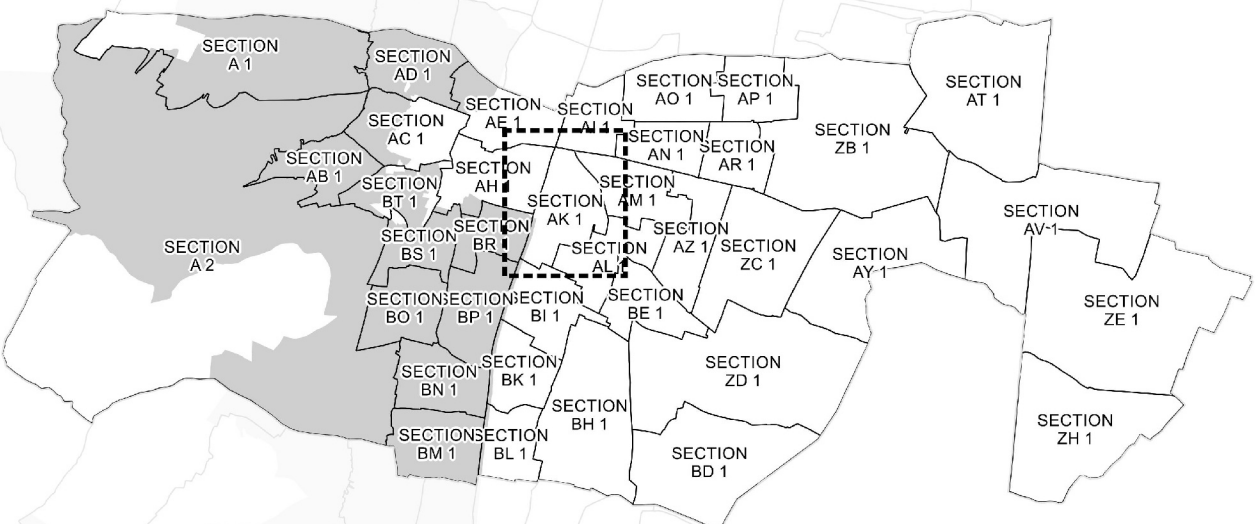 SECTION
A 1
SECTION
AD 1
SECTION
AE 1
SECTION
AI 1
SECTION
AO 1
SECTION
AP 1
SECTION
AT 1
SECTION
AC 1
SECTION
AN 1
SECTION
AR 1
SECTION
ZB 1
SECTION
AB 1
SECTION
BT 1
SECTION
AH
SECTION
AK 1
SECTION
AM 1
SECTION
AV 1
SECTION
A 2
SECTION
BS 1
SECTION
BR
SECTION
AL
SECTION
AZ 1
SECTION
ZC 1
SECTION
AY 1
SECTION
BO 1
SECTION
BP 1
SECTION
BI 1
SECTION
BE 1
SECTION
ZE 1
SECTION
BN 1
SECTION
BK 1
SECTION
ZD 1
SECTION
BM 1
SECTION
BL 1
SECTION
BH 1
SECTION
BD 1
SECTION
ZH 1